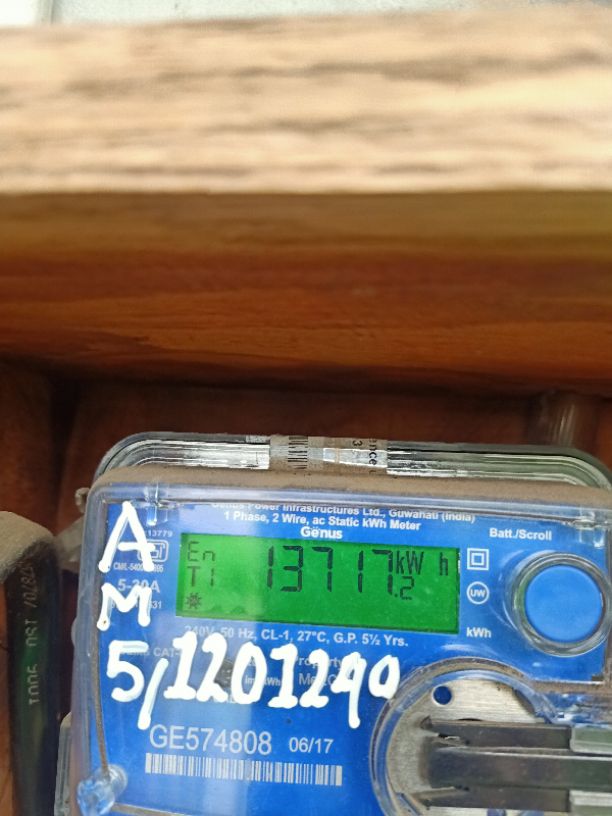 Genus Power Infrastructures Ltd., Guwahati (India)
1 Phase, 2 Wire, ac Static kWh Meter
Genus
Batt./Scroll
En
T1
13717.2 kW h
5-30A
UW
kWh
240V, 50 Hz, CL-1, 27°C, G.P. 5½ Yrs.
A
M
5/1201290
GE574808 06/17